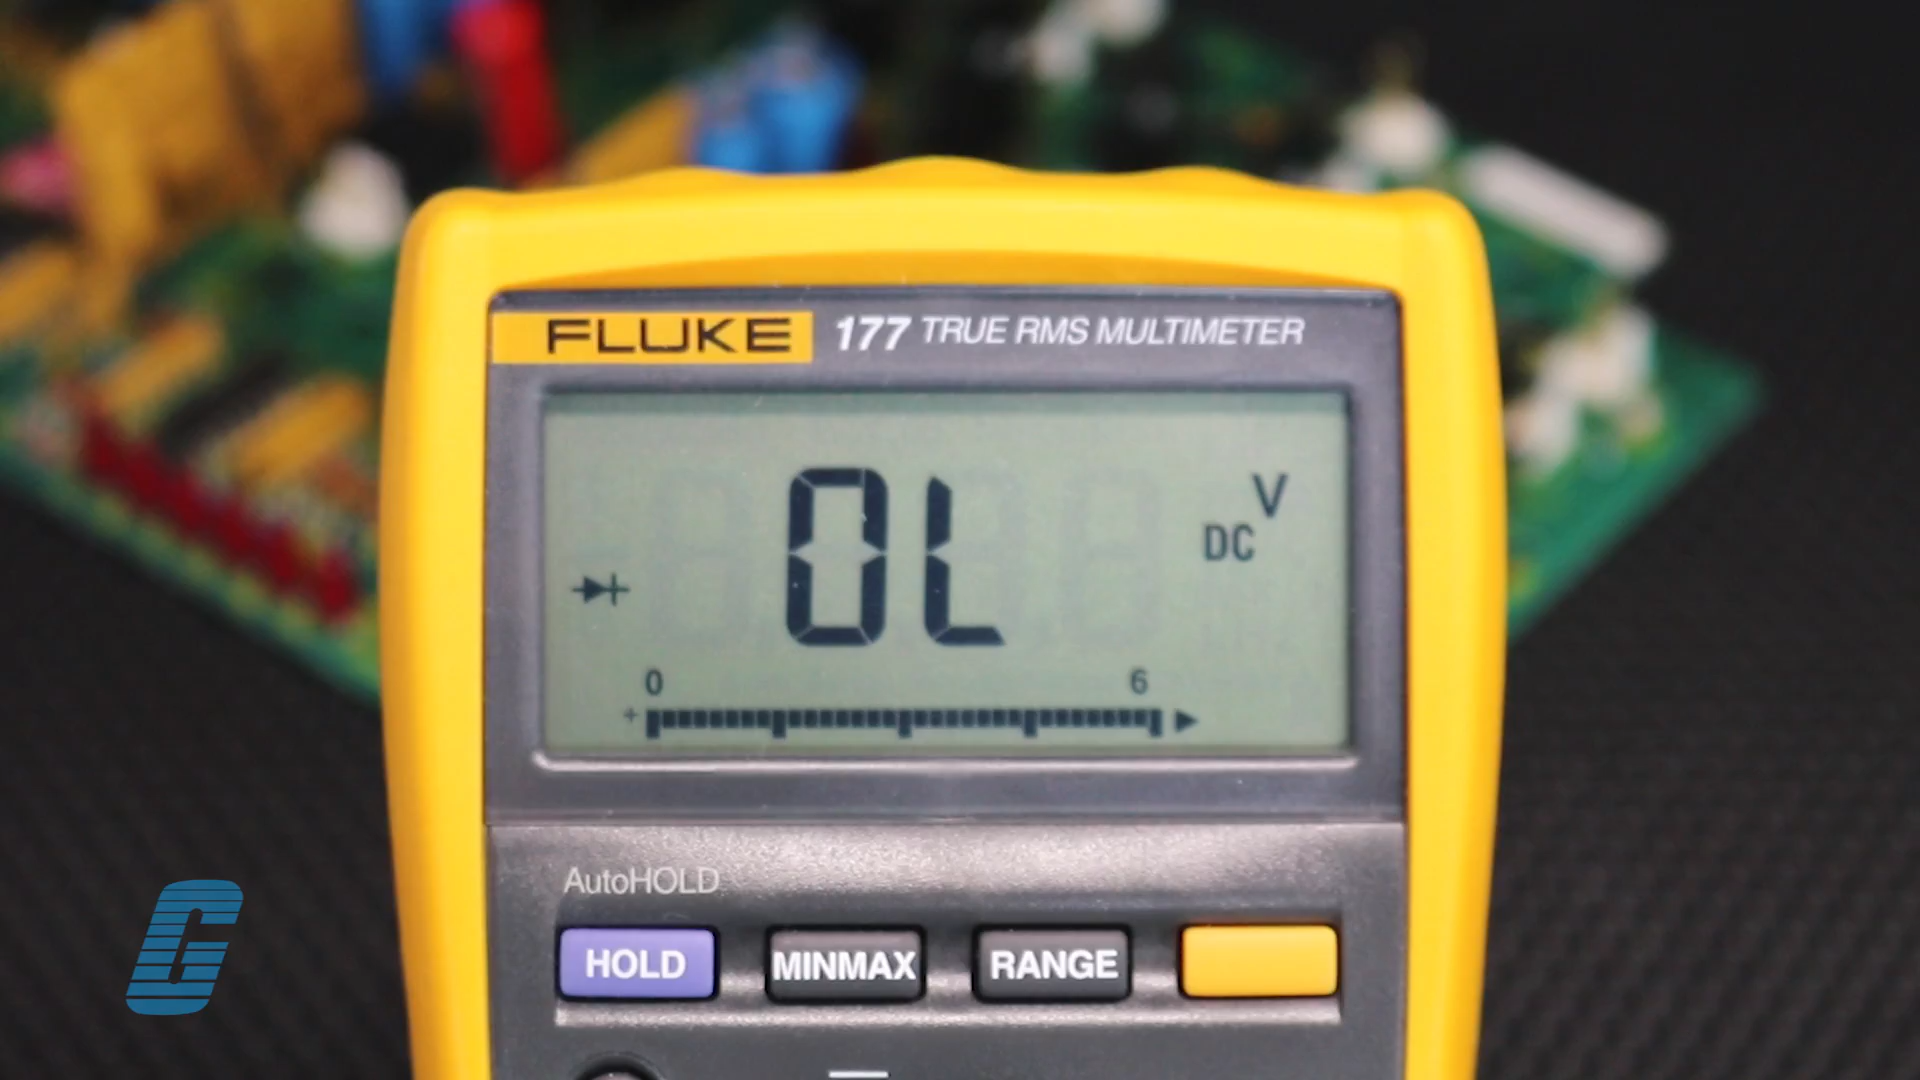 FLUKE 177 TRUE RMS MULTIMETER
OL
V
DC
0 6
+
AutoHOLD
HOLD MINMAX RANGE
G